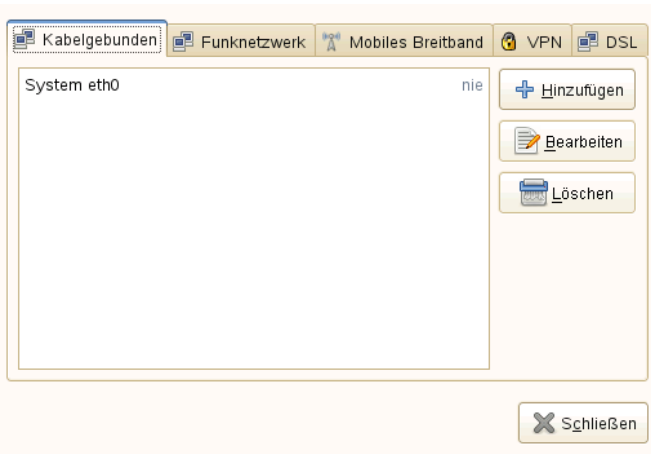 Kabelgebunden Funknetzwerk Mobiles Breitband VPN DSL
System eth0 nie
Hinzufügen
Bearbeiten
Löschen
Schließen